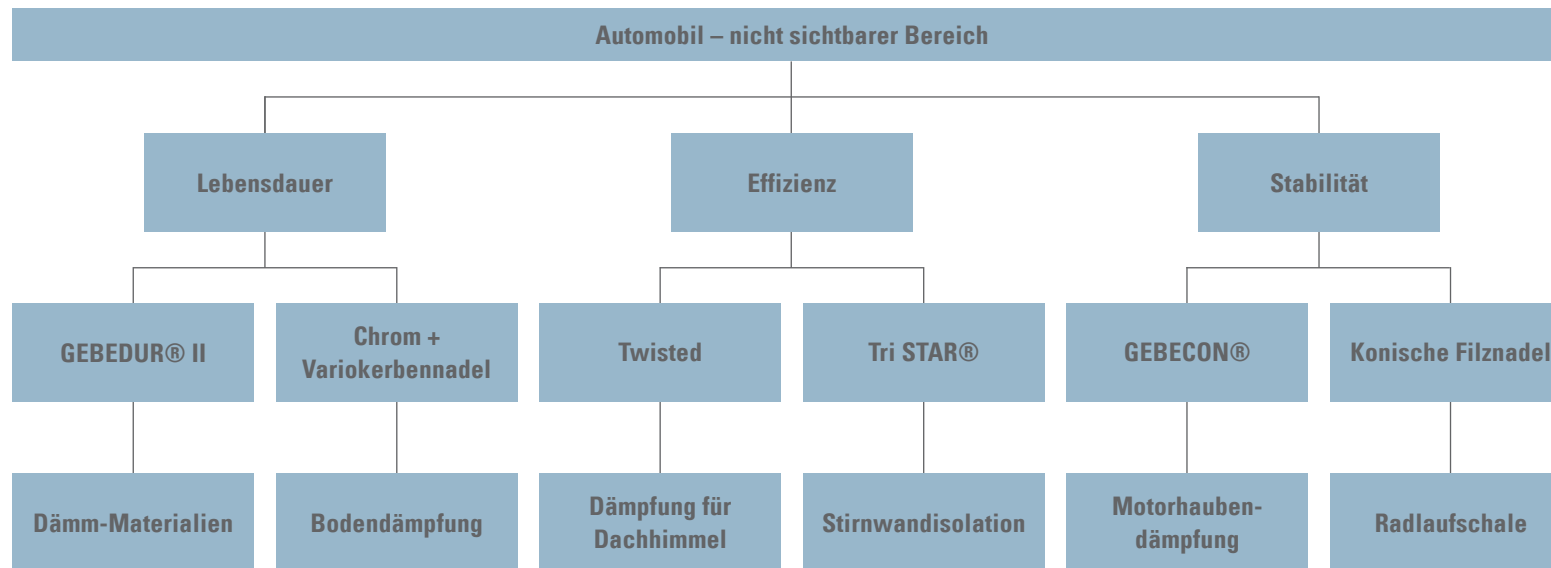 Automobil – nicht sichtbarer Bereich
Lebensdauer
Effizienz
Stabilität
GEBEDUR® II
Chrom +
Variokerbennadel
Twisted
Tri STAR®
GEBECON®
Konische Filznadel
Dämm-Materialien
Bodendämpfung
Dämpfung für
Dachhimmel
Stirnwandisolation
Motorhauben-
dämpfung
Radlaufschale